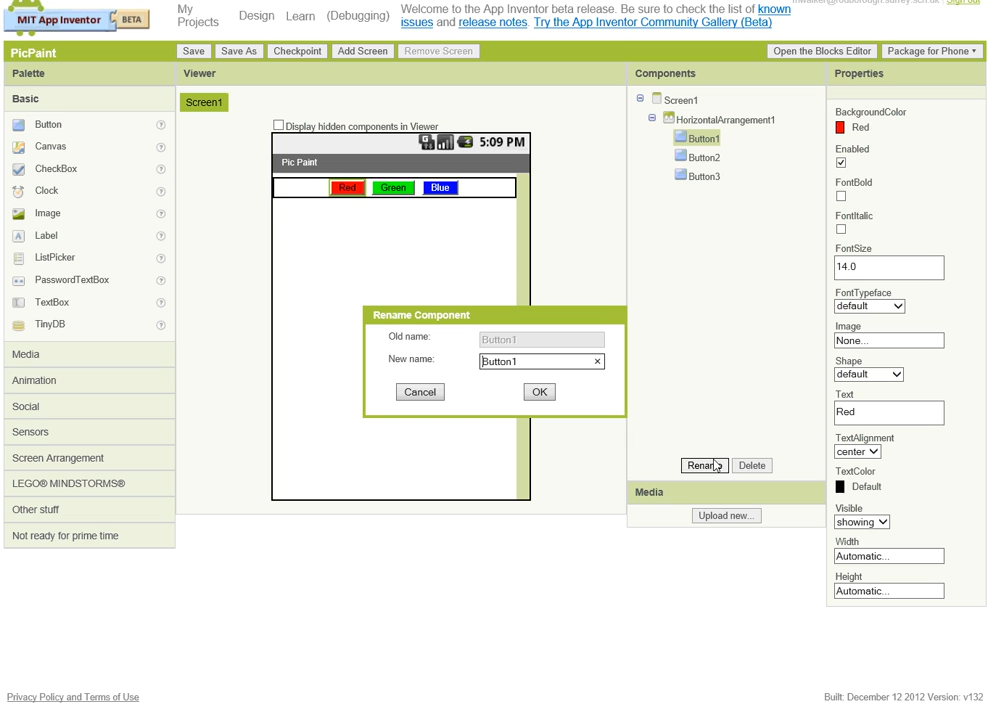 MIT App Inventor BETA
My Projects Design Learn (Debugging)
Welcome to the App Inventor beta release. Be sure to check the list of known
issues and release notes. Try the App Inventor Community Gallery (Beta)
Sign out
PicPaint Save Save As Checkpoint Add Screen Remove Screen Open the Blocks Editor Package for Phone
Palette
Basic
Button ?
Canvas ?
CheckBox ?
Clock ?
Image ?
Label ?
ListPicker ?
PasswordTextBox ?
TextBox ?
TinyDB ?
Media
Animation
Social
Sensors
Screen Arrangement
LEGO® MINDSTORMS®
Other stuff
Not ready for prime time
Viewer
Screen1
Display hidden components in Viewer
5:09 PM
Pic Paint
Red Green Blue
Rename Component
Old name: Button1
New name: Button1 ×
Cancel OK
Components
Screen1
HorizontalArrangement1
Button1
Button2
Button3
Rename Delete
Media
Upload new...
Properties
BackgroundColor
Red
Enabled
FontBold
FontItalic
FontSize
14.0
FontTypeface
default
Image
None...
Shape
default
Text
Red
TextAlignment
center
TextColor
Default
Visible
showing
Width
Automatic...
Height
Automatic...
Privacy Policy and Terms of Use
Built: December 12 2012 Version: v132